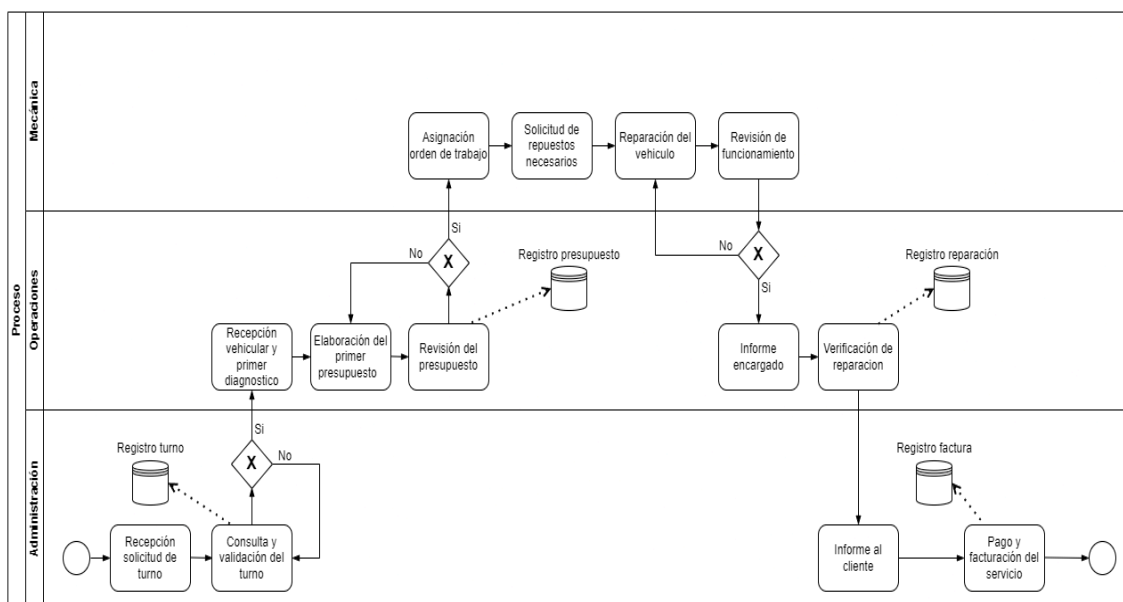 Proceso
Mecánica
Asignación
orden de trabajo
Solicitud de
repuestos
necesarios
Reparación del
vehiculo
Revisión de
funcionamiento
Operaciones
Si
No
X
Registro presupuesto
No
X
Si
Registro reparación
Recepción
vehicular y
primer
diagnostico
Elaboración del
primer
presupuesto
Revisión del
presupuesto
Informe
encargado
Verificación de
reparacion
Administración
Si
No
X
Registro turno
Registro factura
Recepción
solicitud de
turno
Consulta y
validación del
turno
Informe al
cliente
Pago y
facturación del
servicio